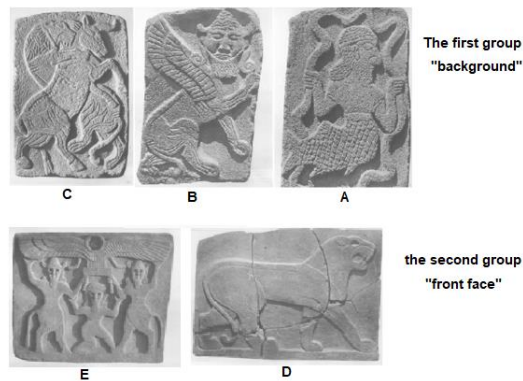 The first group
"background"
C
B
A
the second group
"front face"
E
D